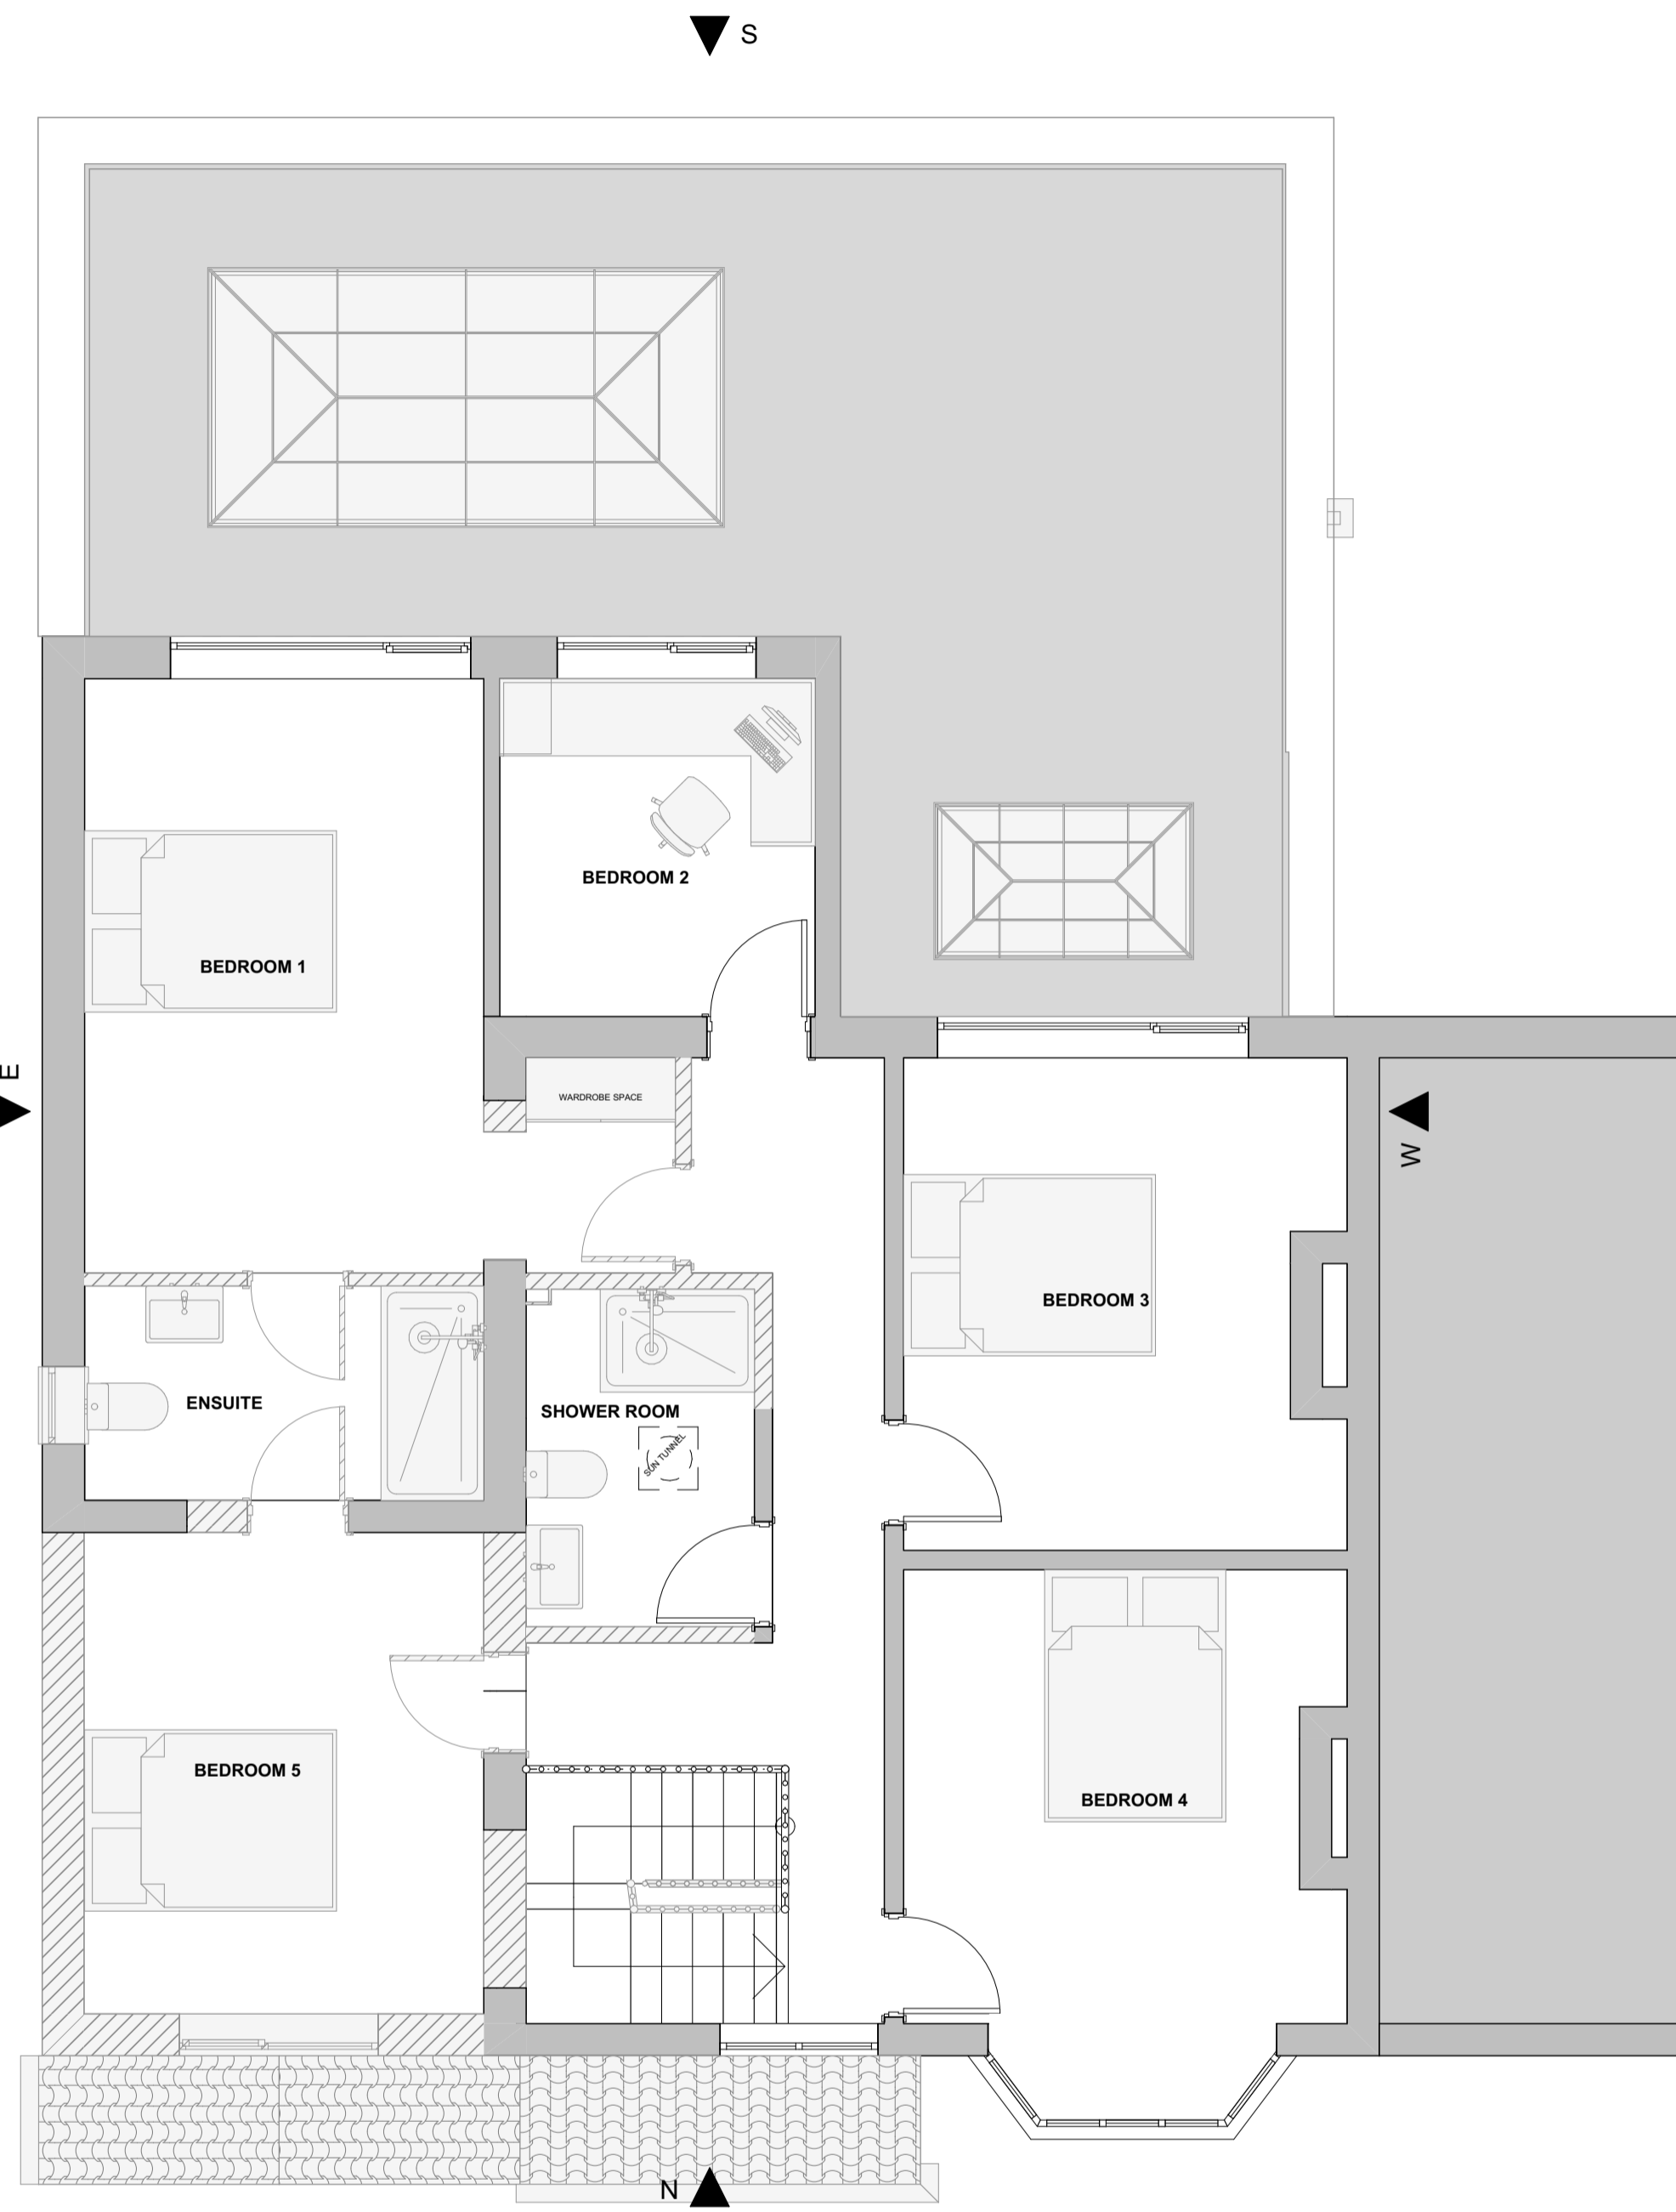 S
BEDROOM 2
BEDROOM 1
E
WARDROBE SPACE
W
BEDROOM 3
ENSUITE
SHOWER ROOM
SUN TUNNEL
BEDROOM 5
BEDROOM 4
N